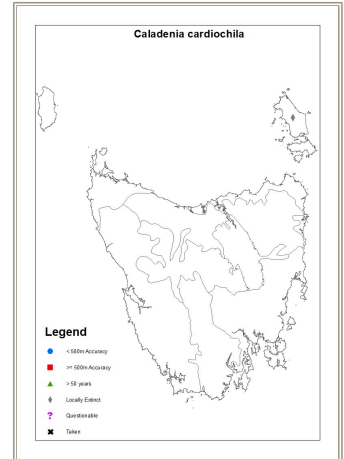 Caladenia cardiochila
Legend
< 500m Accuracy
>= 500m Accuracy
> 50 years
Locally Extinct
Questionable
? 
Taken